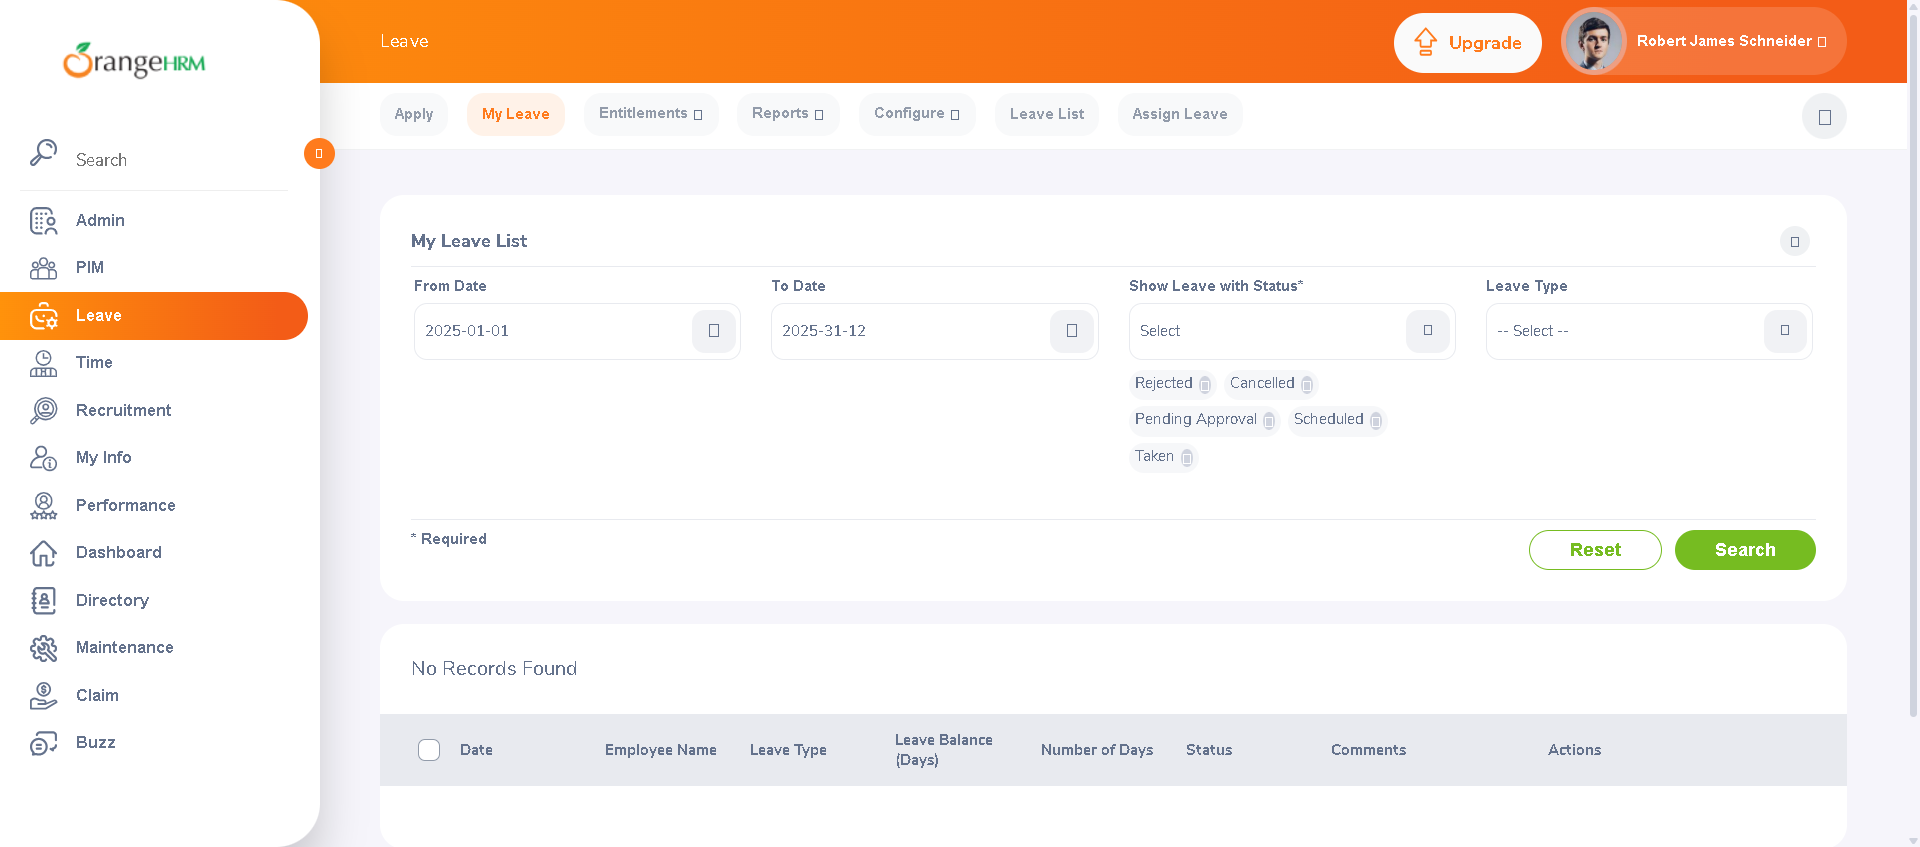 OrangeHRM
Leave
Upgrade
Robert James Schneider
Apply
My Leave
Entitlements
Reports
Configure
Leave List
Assign Leave
Search
Admin
PIM
Leave
Time
Recruitment
My Info
Performance
Dashboard
Directory
Maintenance
Claim
Buzz
My Leave List
From Date
To Date
Show Leave with Status*
Leave Type
2025-01-01
2025-31-12
Select
-- Select --
Rejected
Cancelled
Pending Approval
Scheduled
Taken
* Required
Reset
Search
No Records Found
Date
Employee Name
Leave Type
Leave Balance
(Days)
Number of Days
Status
Comments
Actions